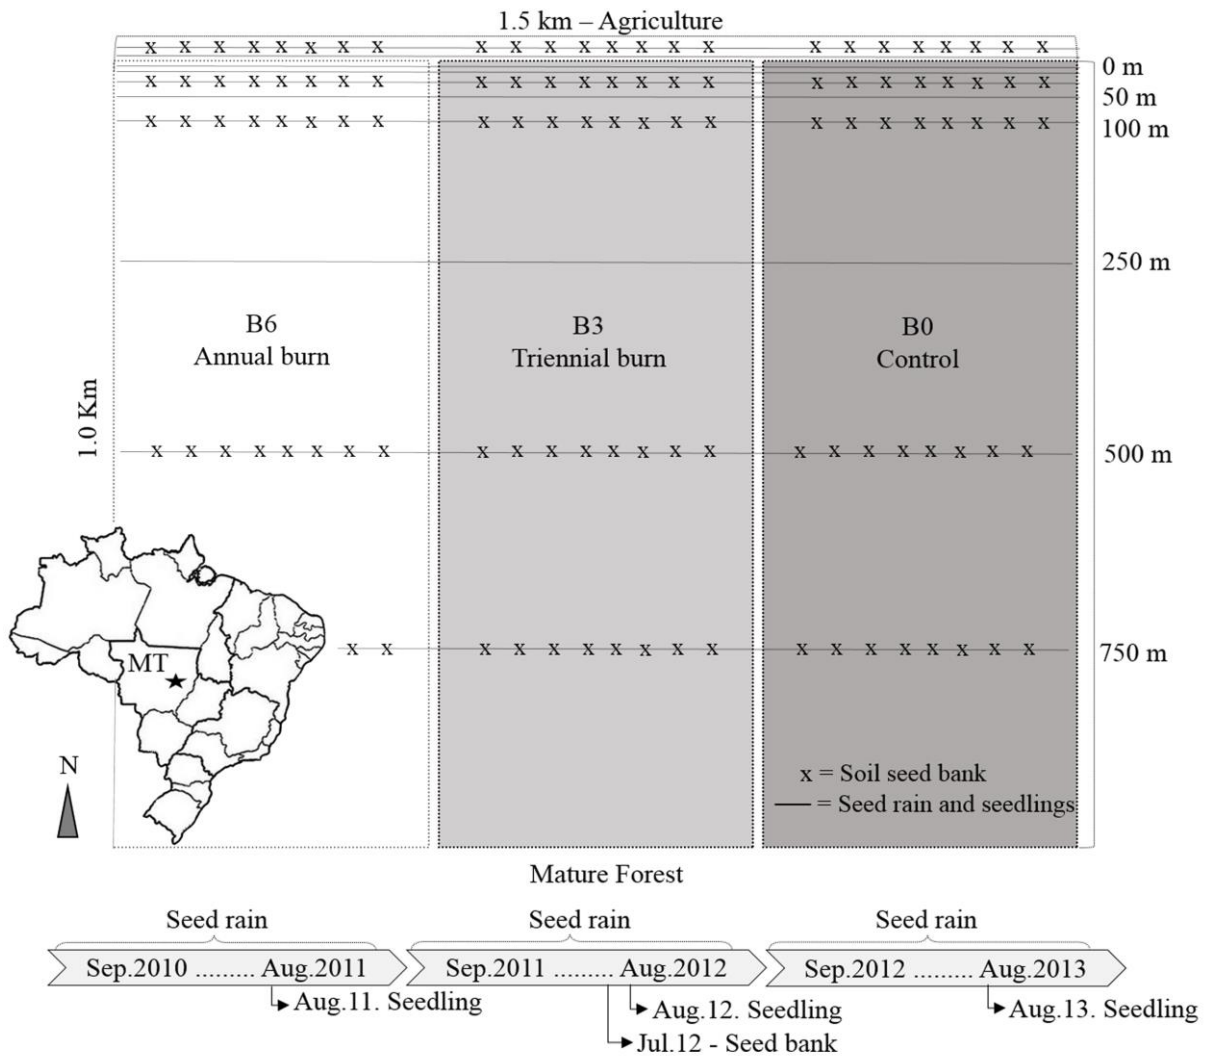 1.5 km – Agriculture
x x x x x x x x x x x x x x x x x x x x x x x x
0 m
x x x x x x x x x x x x x x x x x x x x x x x x
50 m
x x x x x x x x x x x x x x x x x x x x x x x x
100 m
250 m
B6 B3 B0
Annual burn Triennial burn Control
1.0 Km
x x x x x x x x x x x x x x x x x x x x x x x x
500 m
x x x x x x x x x x x x x x x x x x
750 m
MT
N
x = Soil seed bank
= Seed rain and seedlings
Mature Forest
Seed rain Seed rain Seed rain
Sep.2010 ......... Aug.2011 Sep.2011 ......... Aug.2012 Sep.2012 ......... Aug.2013
Aug.11. Seedling Aug.12. Seedling Aug.13. Seedling
Jul.12 - Seed bank